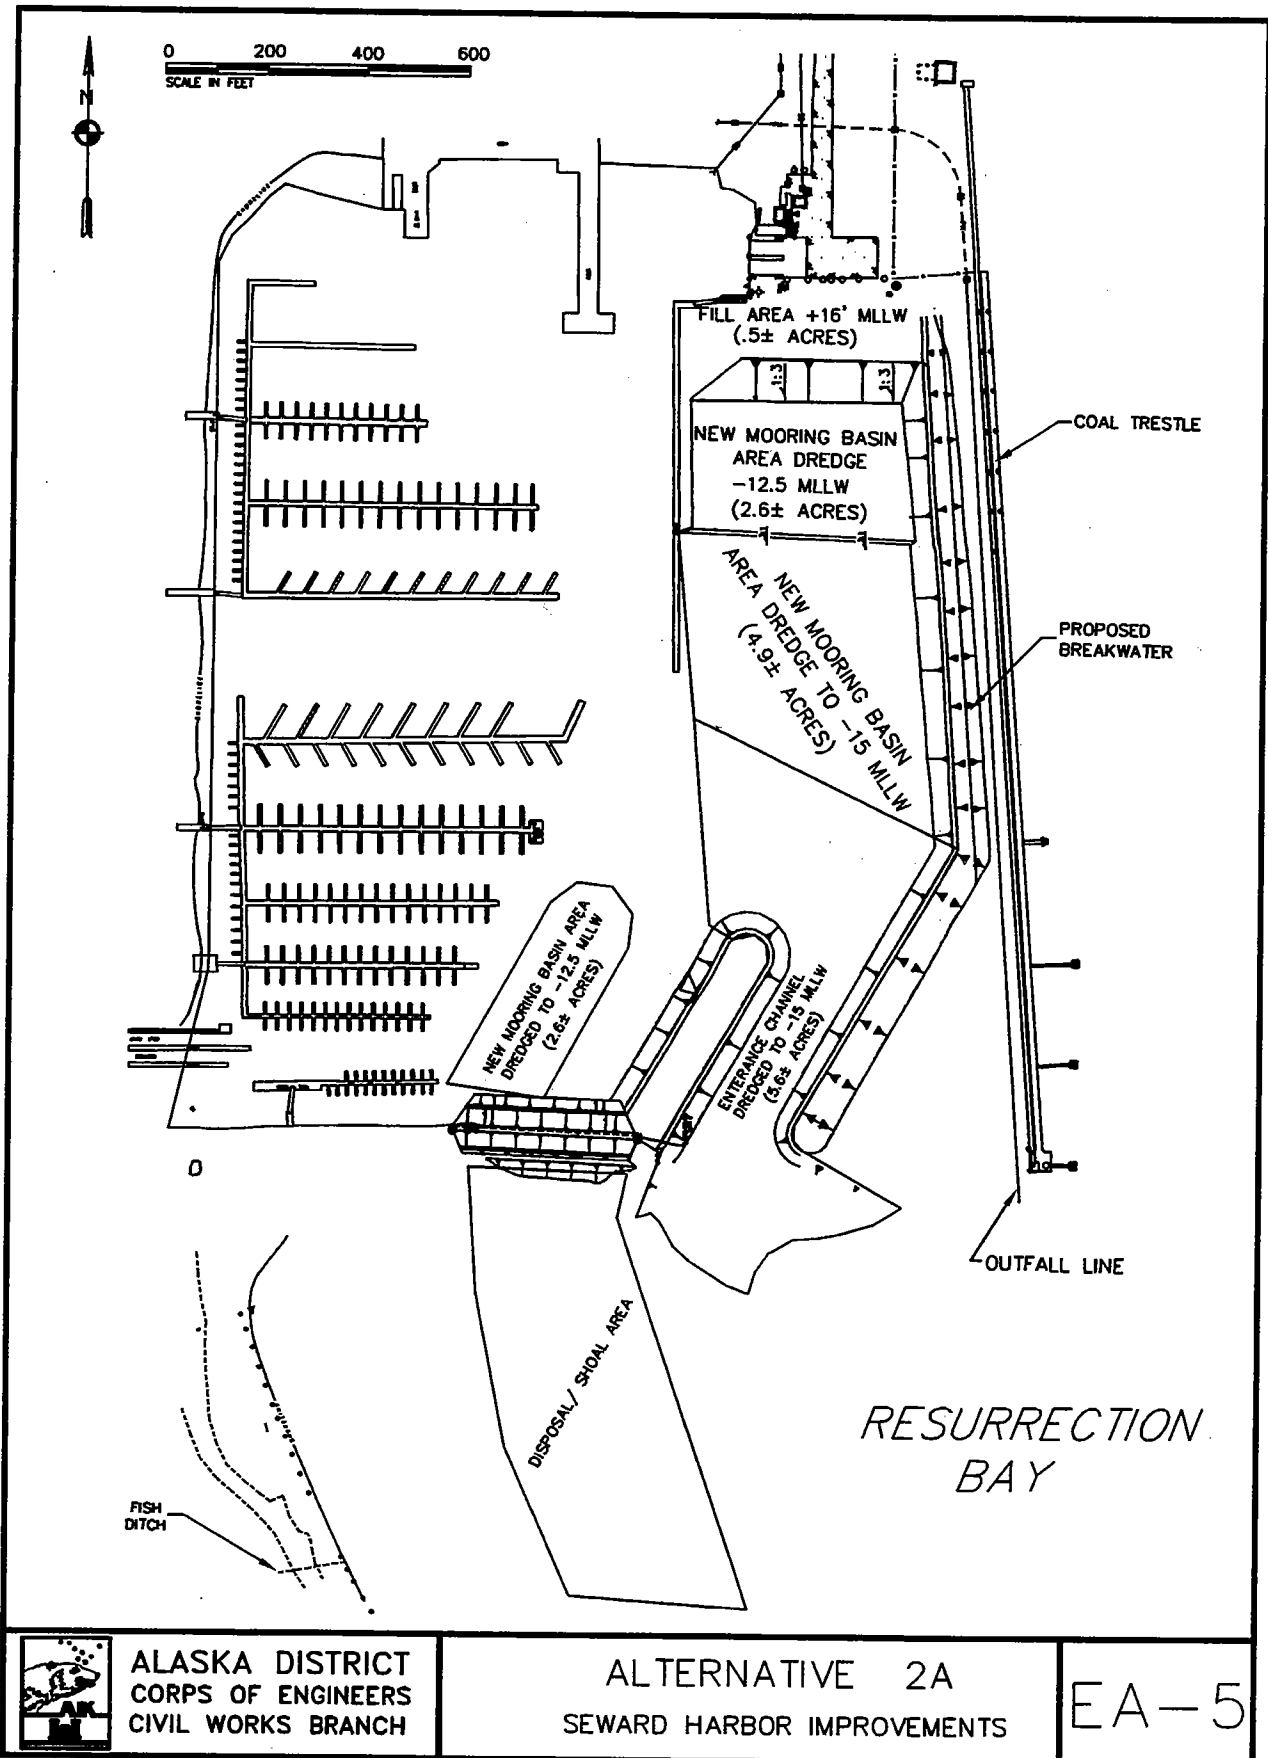 0 200 400 600
SCALE IN FEET
N
FILL AREA +16' MLLW
(.5± ACRES)
1:3
1:3
NEW MOORING BASIN
AREA DREDGE
-12.5 MLLW
(2.6± ACRES)
COAL TRESTLE
NEW MOORING BASIN
AREA DREDGE TO -15 MLLW
(4.9± ACRES)
PROPOSED
BREAKWATER
NEW MOORING BASIN AREA
DREDGED TO -12.5 MLLW
(2.6± ACRES)
ENTERANCE CHANNEL
DREDGED TO -15 MLLW
(5.6± ACRES)
OUTFALL LINE
DISPOSAL/ SHOAL AREA
RESURRECTION
BAY
FISH
DITCH
AK
ALASKA DISTRICT
CORPS OF ENGINEERS
CIVIL WORKS BRANCH
ALTERNATIVE 2A
SEWARD HARBOR IMPROVEMENTS
EA-5